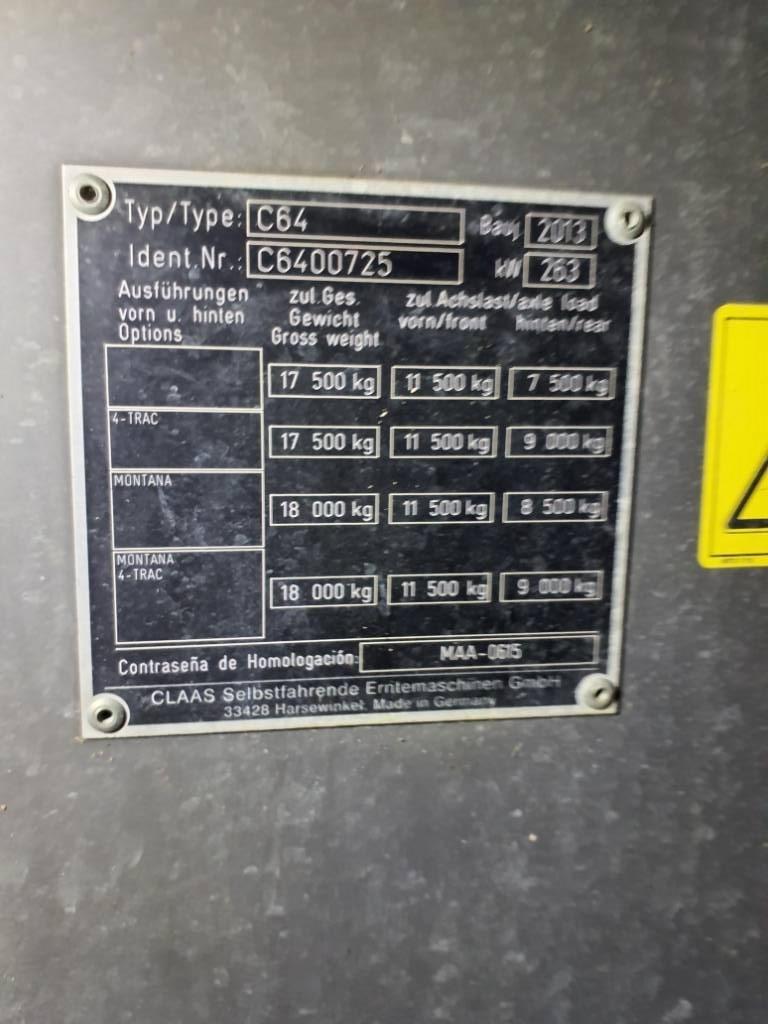 Typ/Type: C64 Bauj. 2013
Ident.Nr.: C6400725 kW 263
Ausführungen vorn u. hinten Options
zul.Ges. Gewicht Gross weight
zul.Achslast/axle load
vorn/front hinten/rear
17 500 kg 11 500 kg 7 500 kg
4-TRAC
17 500 kg 11 500 kg 9 000 kg
MONTANA
18 000 kg 11 500 kg 8 500 kg
MONTANA
4-TRAC
18 000 kg 11 500 kg 9 000 kg
Contraseña de Homologación: MAA-0615
CLAAS Selbstfahrende Erntemaschinen GmbH
33428 Harsewinkel, Made in Germany